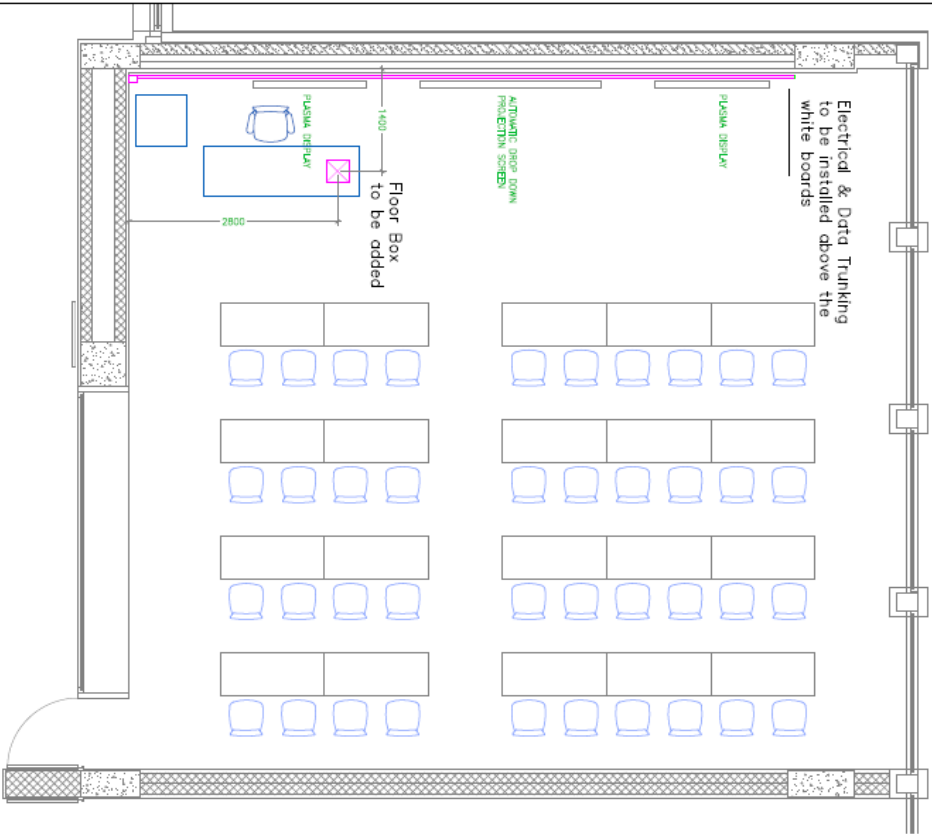 PLASMA DISPLAY
1400
AUTOMATIC DROP DOWN
PROJECTION SCREEN
PLASMA DISPLAY
Electrical & Data Trunking
to be installed above the
white boards
Floor Box
to be added
2800